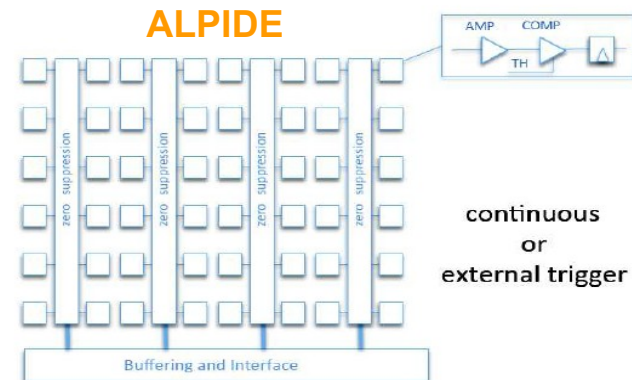 ALPIDE
AMP
COMP
TH
zero suppression
zero suppression
zero suppression
zero suppression
continuous
or
external trigger
Buffering and Interface